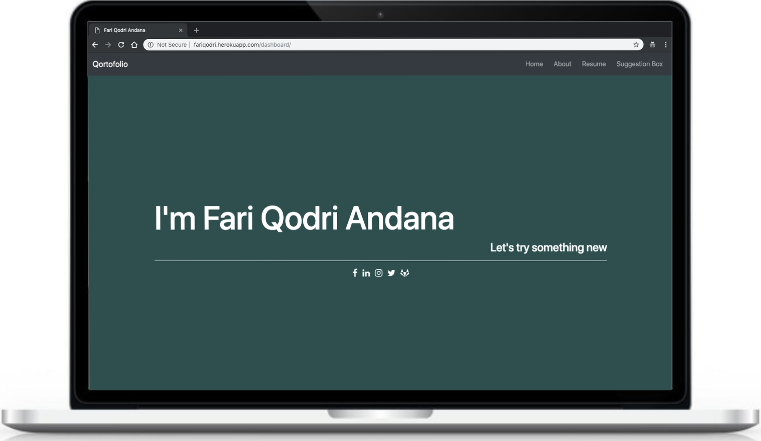 Fari Qodri Andana
Not Secure | fariqodri.herokuapp.com/dashboard/
Qortofolio
Home About Resume Suggestion Box
I'm Fari Qodri Andana
Let's try something new